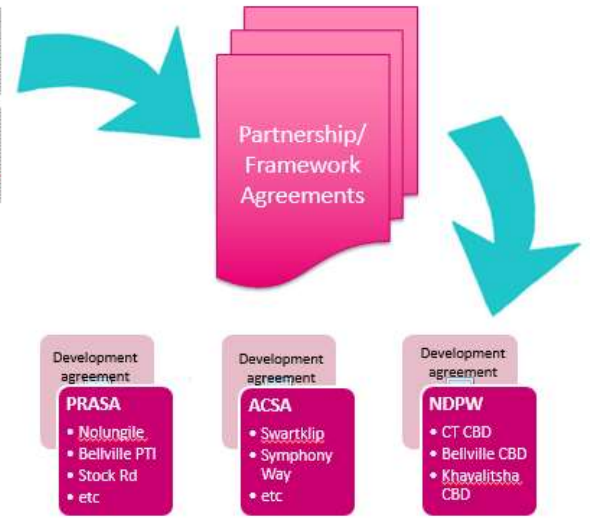 Partnership/
Framework
Agreements
Development
agreement
PRASA
• Nolungile
• Bellville PTI
• Stock Rd
• etc
Development
agreement
ACSA
• Swartklip
• Symphony
Way
• etc
Development
agreement
NDPW
• CT CBD
• Bellville CBD
• Khavalitsha
CBD